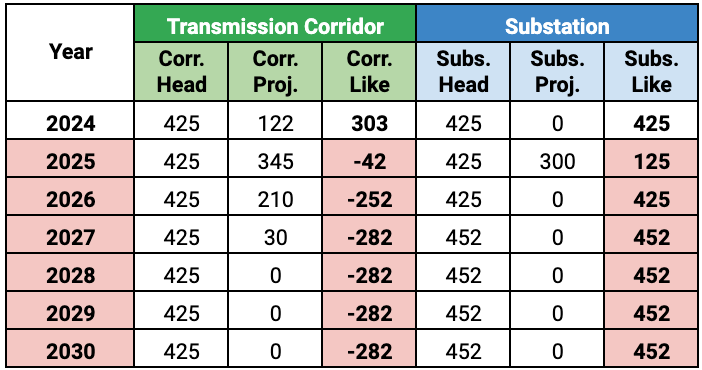 Year Transmission Corridor Substation
Corr. Head Corr. Proj. Corr. Like Subs. Head Subs. Proj. Subs. Like
2024 425 122 303 425 0 425
2025 425 345 -42 425 300 125
2026 425 210 -252 425 0 425
2027 425 30 -282 452 0 452
2028 425 0 -282 452 0 452
2029 425 0 -282 452 0 452
2030 425 0 -282 452 0 452